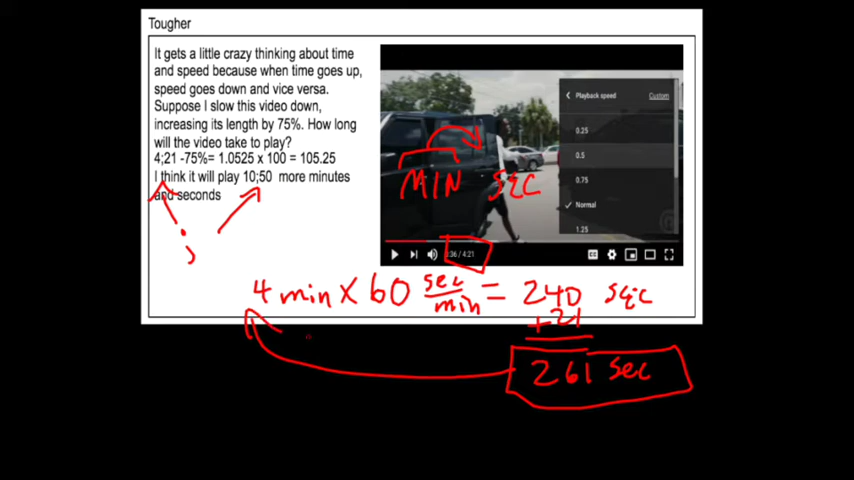 Tougher
It gets a little crazy thinking about time
and speed because when time goes up,
speed goes down and vice versa.
Suppose I slow this video down,
increasing its length by 75%. How long
will the video take to play?
4;21 -75%= 1.0525 x 100 = 105.25
I think it will play 10;50 more minutes
and seconds
;
Playback speed
Custom
0.25
0.5
0.75
Normal
1.25
MIN SEC
:36 / 4:21
4 min x 60 sec/min = 240 sec
+21
261 sec